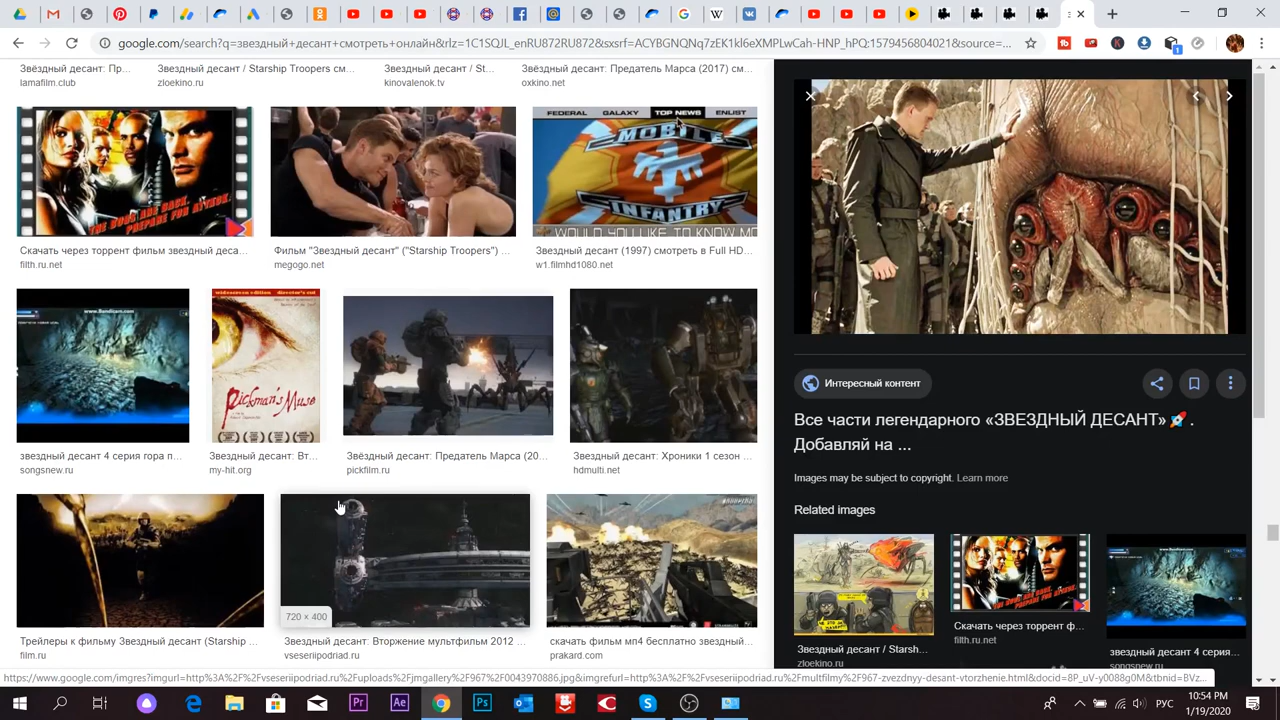 google.com/search?q=звездный+десант+смотреть+онлайн&rlz=1C1SQJL_enRU872RU872&sxsrf=ACYBGNQNq7zEK1kl6eXMPLwCah-HNP_hPQ:1579456804021&source=...
Звёздный десант: Пр...
lamafilm.club
Звездный десант / Starship Troopers см...
zloekino.ru
Звездный десант / St...
kinovalenok.tv
Звёздный десант: Предатель Марса (2017) см...
oxkino.net
THE BUGS ARE BACK.
PREPARE FOR ATTACK.
FEDERAL GALAXY TOP NEWS ENLIST
MOBILE
INFANTRY
WOULD YOU LIKE TO KNOW MO
Скачать через торрент фильм звездный деса...
filth.ru.net
Фильм "Звездный десант" ("Starship Troopers") ...
megogo.net
Звездный десант (1997) смотреть в Full HD...
w1.filmhd1080.net
www.Bandicam.com
widescreen edition director's cut
Pickman's Muse
звездный десант 4 серия гора п...
songsnew.ru
Звездный десант: Вт...
my-hit.org
Звёздный десант: Предатель Марса (20...
pickfilm.ru
Звездный десант: Хроники 1 сезон ...
hdmulti.net
720 × 400
Трейлеры к фильму Звездный десант (Starship ...
film.ru
Звездный десант: Вторжение мультфильм 2012 ...
vseseriipodriad.ru
скачать фильм мп4 бесплатно звездный...
prakard.com
Интересный контент
Все части легендарного «ЗВЕЗДНЫЙ ДЕСАНТ»🚀.
Добавляй на ...
Images may be subject to copyright. Learn more
Related images
Звездный десант / Starsh...
zloekino.ru
Скачать через торрент ф...
filth.ru.net
звездный десант 4 серия...
songsnew.ru
https://www.google.com/images?imgurl=http%3A%2F%2Fvseseriipodriad.ru%2Fuploads%2Fjmgallery%2F967%2F0043970886.jpg&imgrefurl=http%3A%2F%2Fvseseriipodriad.ru%2Fmultfilmy%2F967-zvezdnyy-desant-vtorzhenie.html&docid=8P_uV-y0088g0M&tbnid=BVz...
РУС
10:54 PM
1/19/2020